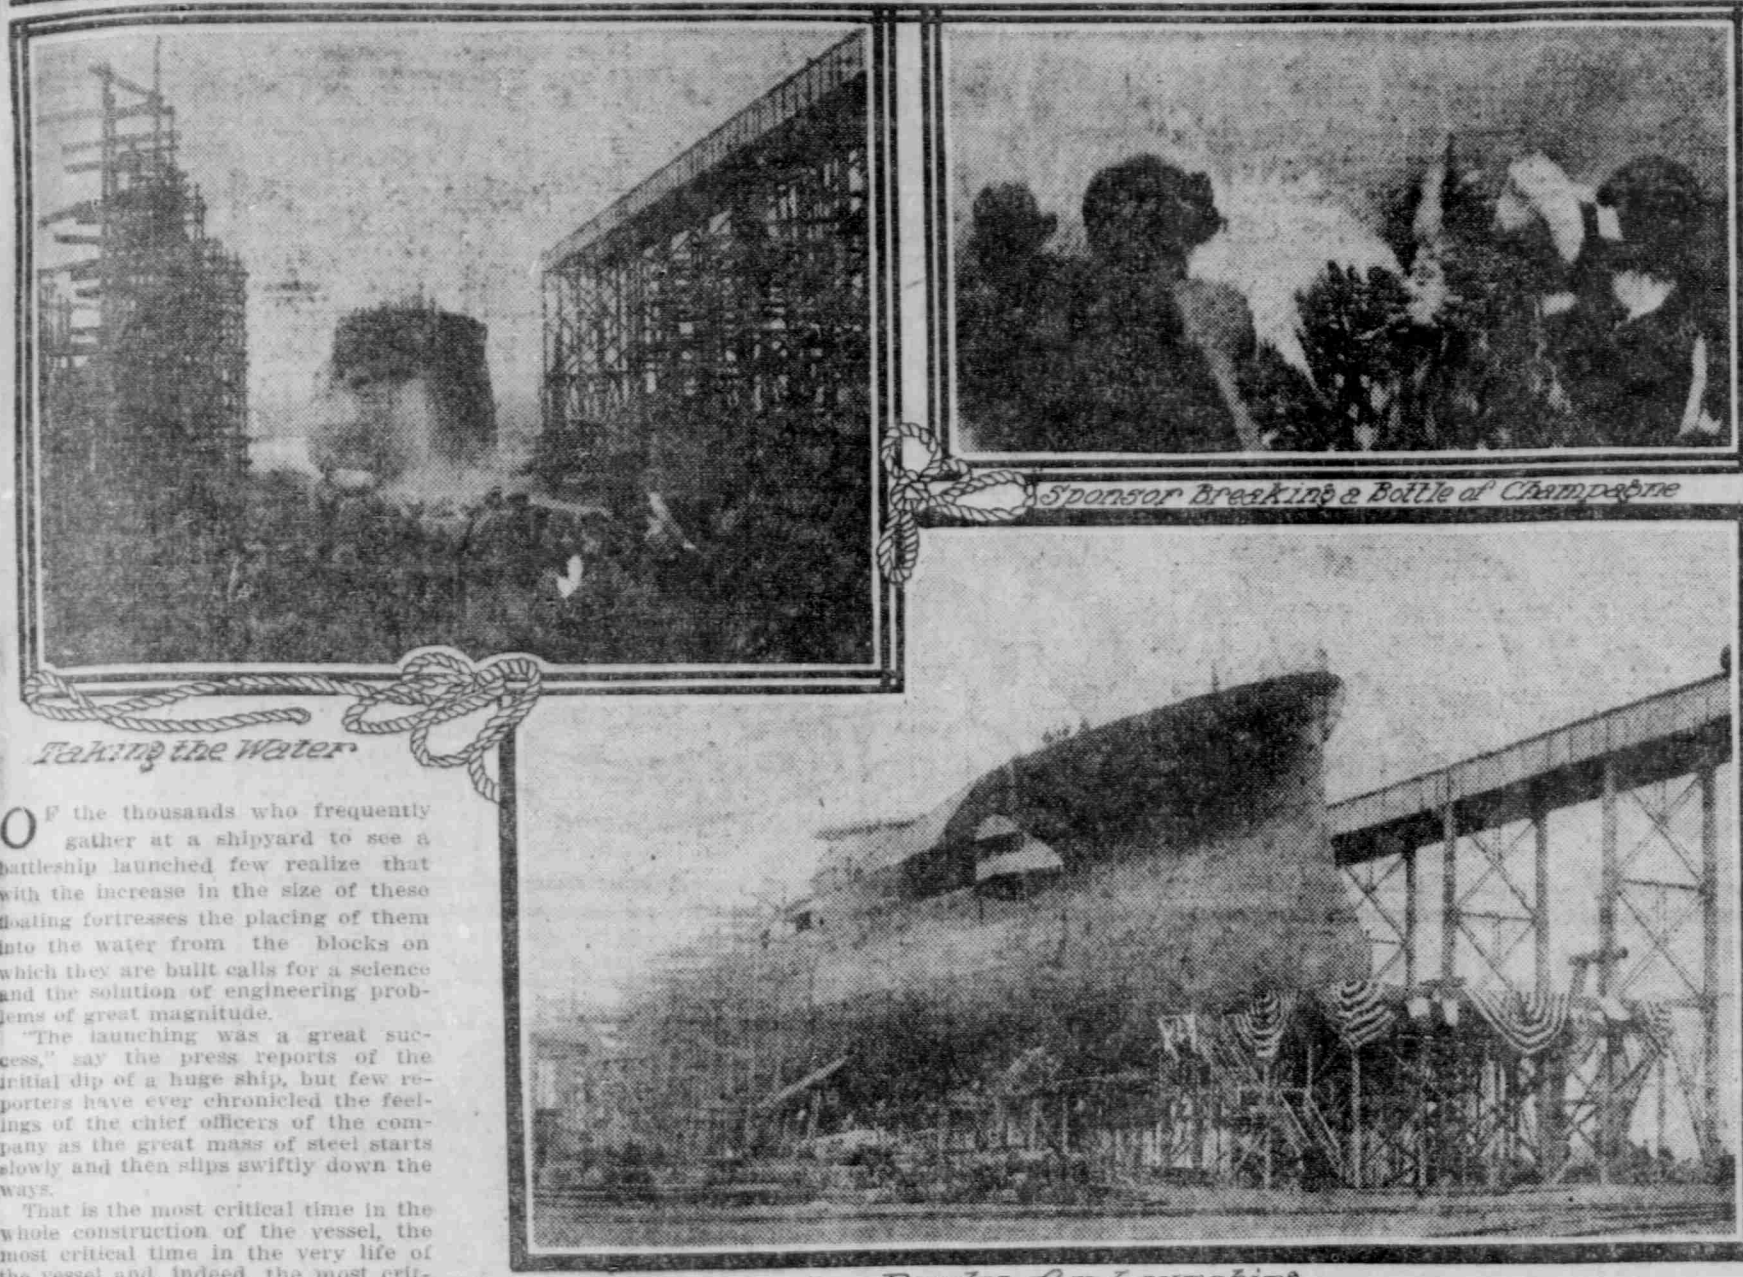 Sponsor Breaking a Bottle of Champagne
Taking the Water
OF the thousands who frequently
gather at a shipyard to see a
battleship launched few realize that
with the increase in the size of these
floating fortresses the placing of them
into the water from the blocks on
which they are built calls for a science
and the solution of engineering prob-
lems of great magnitude.
"The launching was a great suc-
cess," say the press reports of the
initial dip of a huge ship, but few re-
porters have ever chronicled the feel-
ings of the chief officers of the com-
pany as the great mass of steel starts
slowly and then slips swiftly down the
ways.
That is the most critical time in the
whole construction of the vessel, the
most critical time in the very life of
the vessel and, indeed, the most crit-